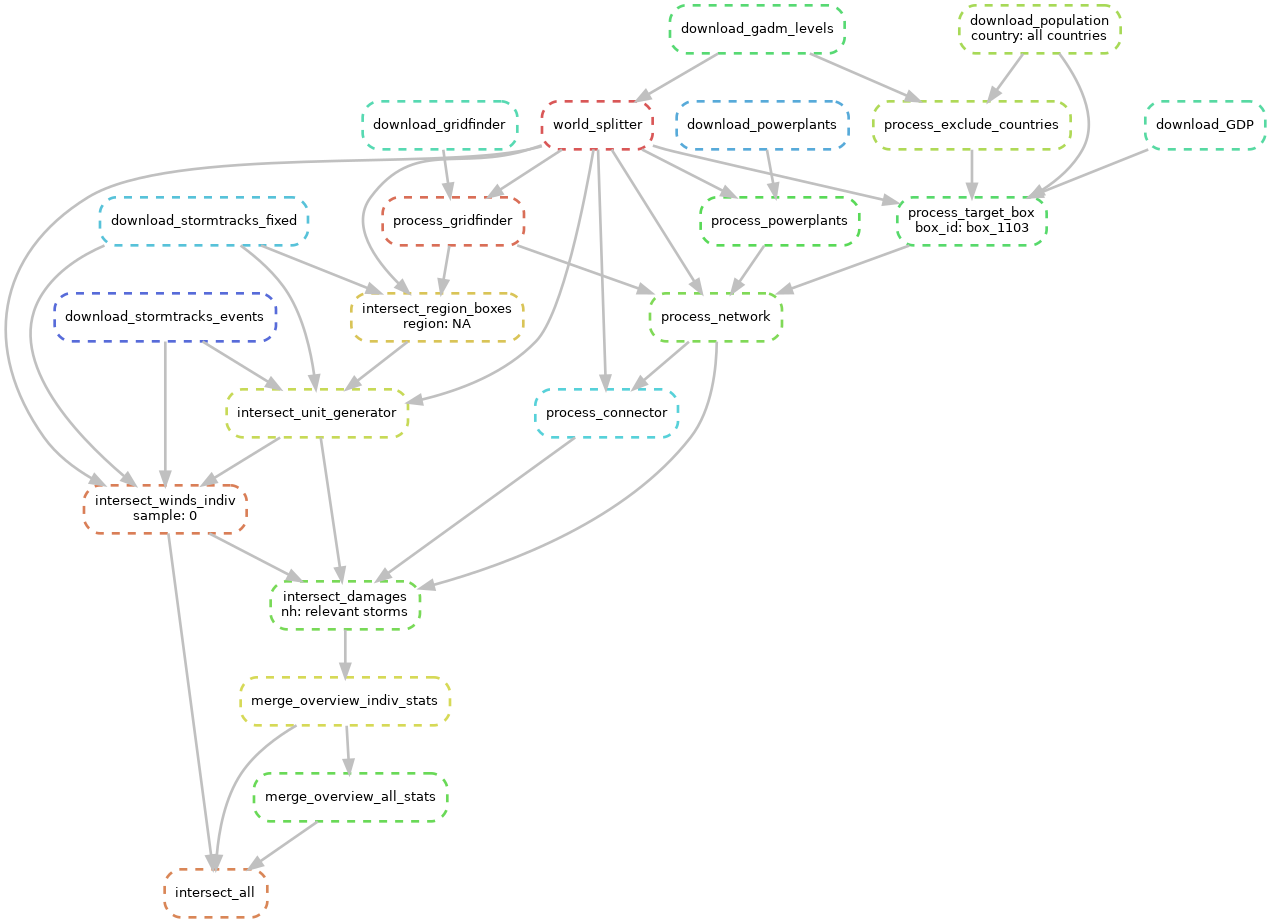 download_gadm_levels
download_population
country: all countries
download_gridfinder
world_splitter
download_powerplants
process_exclude_countries
download_GDP
download_stormtracks_fixed
process_gridfinder
process_powerplants
process_target_box
box_id: box_1103
download_stormtracks_events
intersect_region_boxes
region: NA
process_network
intersect_unit_generator
process_connector
intersect_winds_indiv
sample: 0
intersect_damages
nh: relevant storms
merge_overview_indiv_stats
merge_overview_all_stats
intersect_all